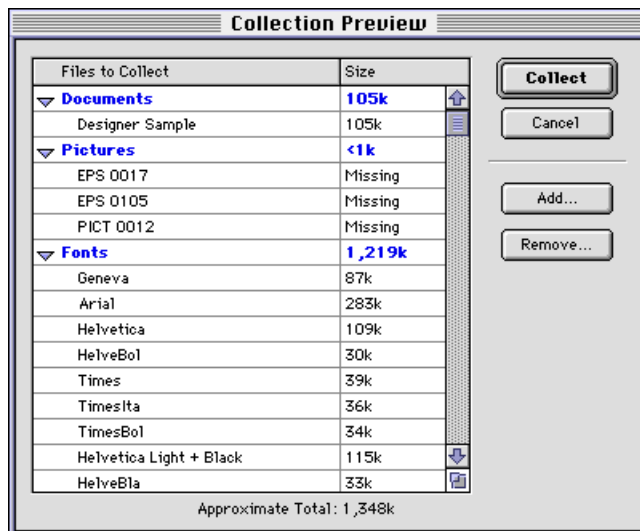 Collection Preview
Files to Collect Size
Documents 105k
Designer Sample 105k
Pictures <1k
EPS 0017 Missing
EPS 0105 Missing
PICT 0012 Missing
Fonts 1,219k
Geneva 87k
Arial 283k
Helvetica 109k
HelveBol 30k
Times 39k
TimesIta 36k
TimesBol 34k
Helvetica Light + Black 115k
HelveBla 33k
Approximate Total: 1,348k
Collect
Cancel
Add...
Remove...